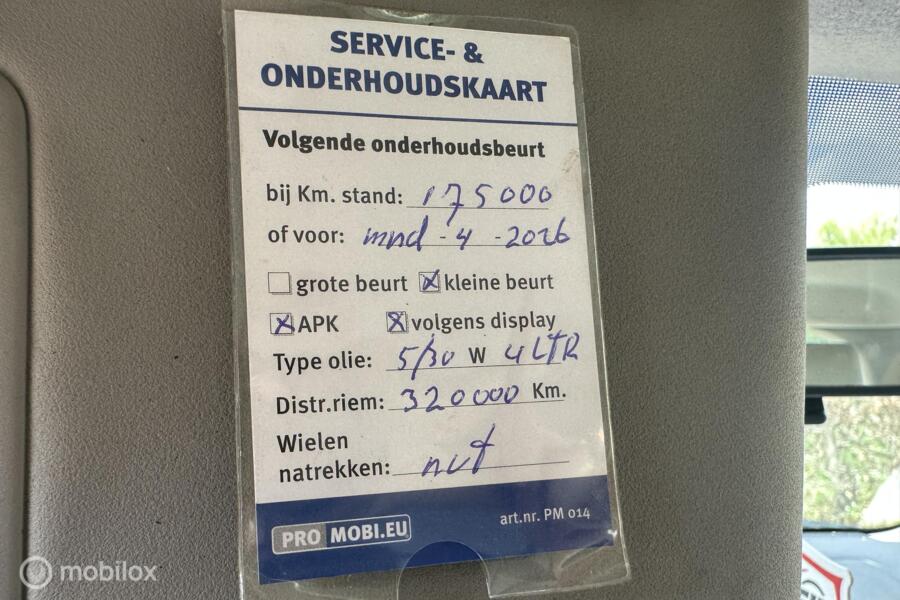 SERVICE- &
ONDERHOUDSKAART
Volgende onderhoudsbeurt
bij Km. stand: 175000
of voor: mnd - 4 - 2026
grote beurt kleine beurt
APK volgens display
Type olie: 5/30 W 4 LTR
Distr.riem: 320000 Km.
Wielen
natrekken: nvt
PRO MOBI.EU
art.nr. PM 014
mobilox